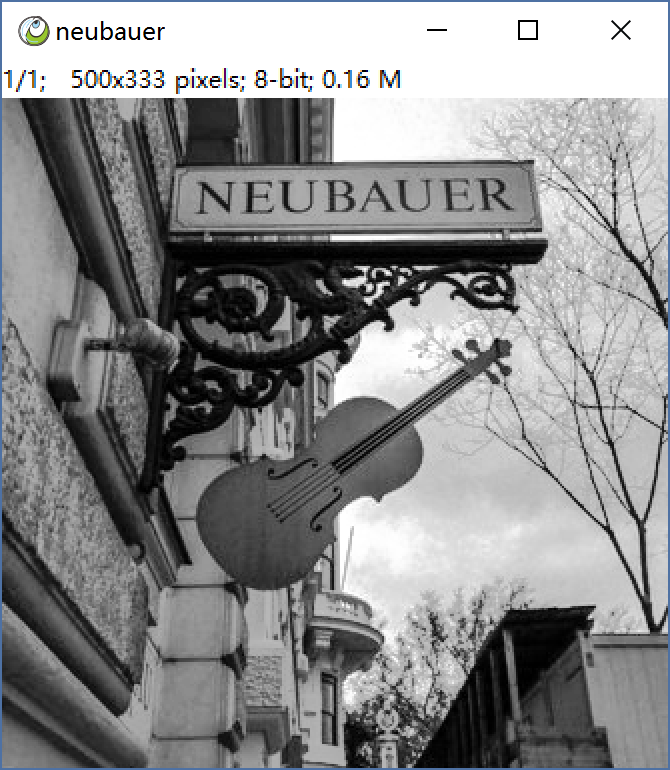 neubauer
1/1; 500x333 pixels; 8-bit; 0.16 M
NEUBAUER